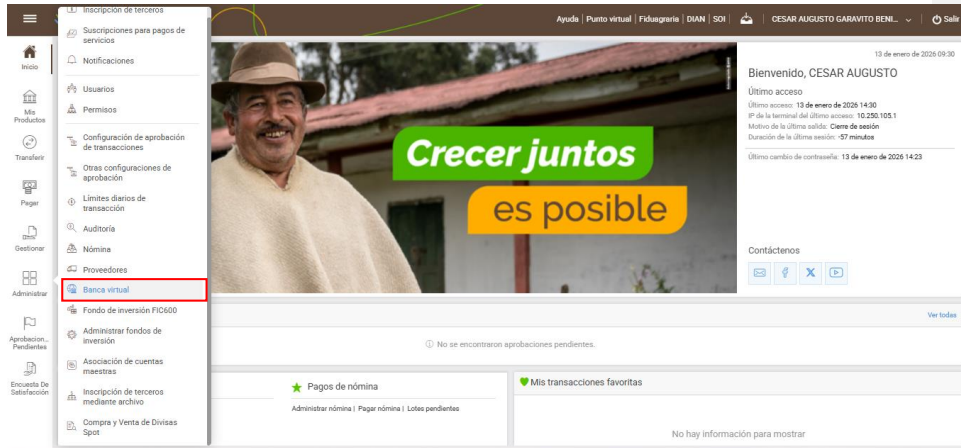 Ayuda | Punto virtual | Fiduagraria | DIAN | SOI
CESAR AUGUSTO GARAVITO BENI...
Salir
Inicio
Mis
Productos
Transferir
Pagar
Gestionar
Administrar
Aprobacion...
Pendientes
Encuesta De
Satisfacción
Inscripción de terceros
Suscripciones para pagos de
servicios
Notificaciones
Usuarios
Permisos
Configuración de aprobación
de transacciones
Otras configuraciones de
aprobación
Límites diarios de
transacción
Auditoría
Nómina
Proveedores
Banca virtual
Fondo de inversión FIC600
Administrar fondos de
inversión
Asociación de cuentas
maestras
Inscripción de terceros
mediante archivo
Compra y Venta de Divisas
Spot
Crecer juntos
es posible
13 de enero de 2026 09:30
Bienvenido, CESAR AUGUSTO
Último acceso
Último acceso: 13 de enero de 2026 14:30
IP de la terminal del último acceso: 10.250.105.1
Motivo de la última salida: Cierre de sesión
Duración de la última sesión: -57 minutos
Último cambio de contraseña: 13 de enero de 2026 14:23
Contáctenos
Ver todas
No se encontraron aprobaciones pendientes.
Pagos de nómina
Administrar nómina | Pagar nómina | Lotes pendientes
Mis transacciones favoritas
No hay información para mostrar